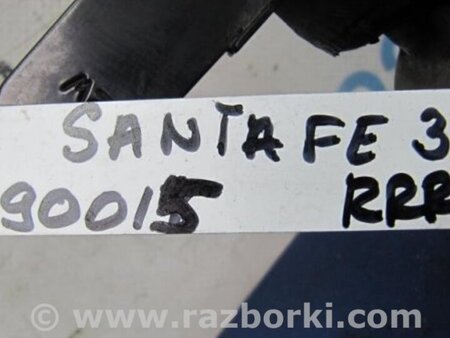 SANTAFE 3
90015 RRR
© www.razborki.com